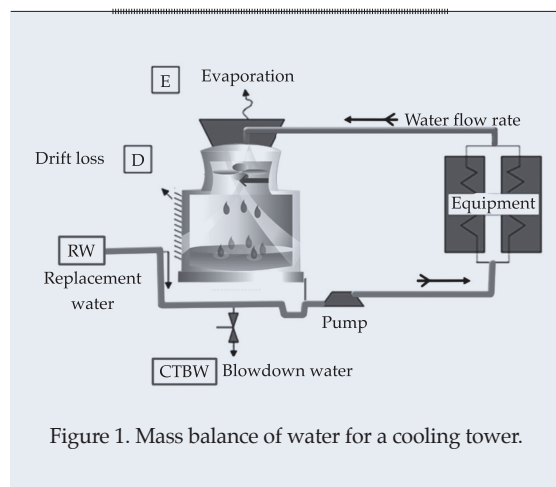 E Evaporation
Water flow rate
Drift loss D
Equipment
RW
Replacement
water
Pump
CTBW Blowdown water
Figure 1. Mass balance of water for a cooling tower.